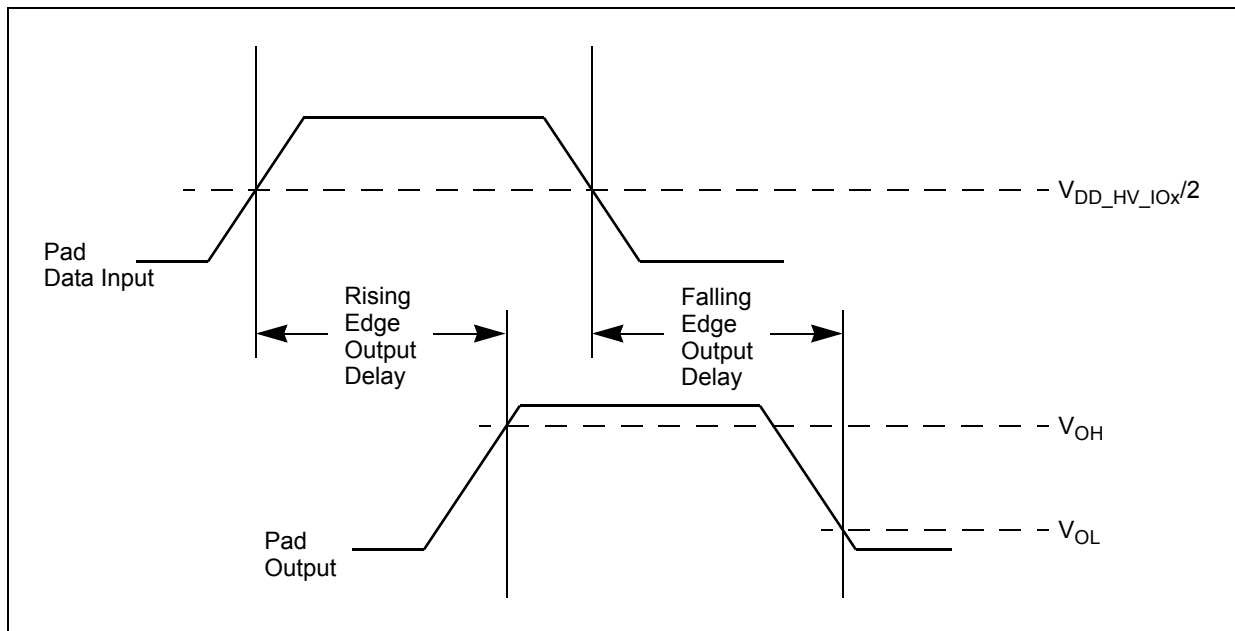 V_DD_HV_IOx/2
Pad
Data Input
Rising
Edge
Output
Delay
Falling
Edge
Output
Delay
V_OH
V_OL
Pad
Output